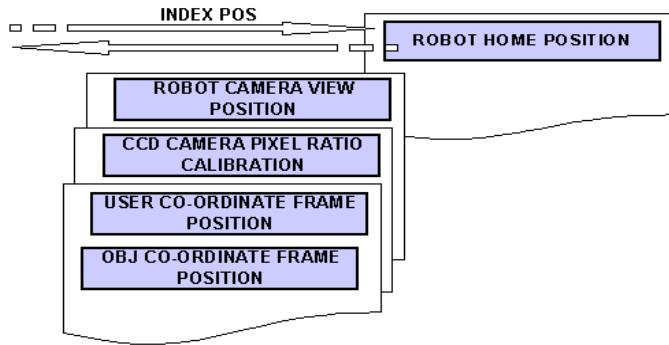 INDEX POS
ROBOT HOME POSITION
ROBOT CAMERA VIEW
POSITION
CCD CAMERA PIXEL RATIO
CALIBRATION
USER CO-ORDINATE FRAME
POSITION
OBJ CO-ORDINATE FRAME
POSITION